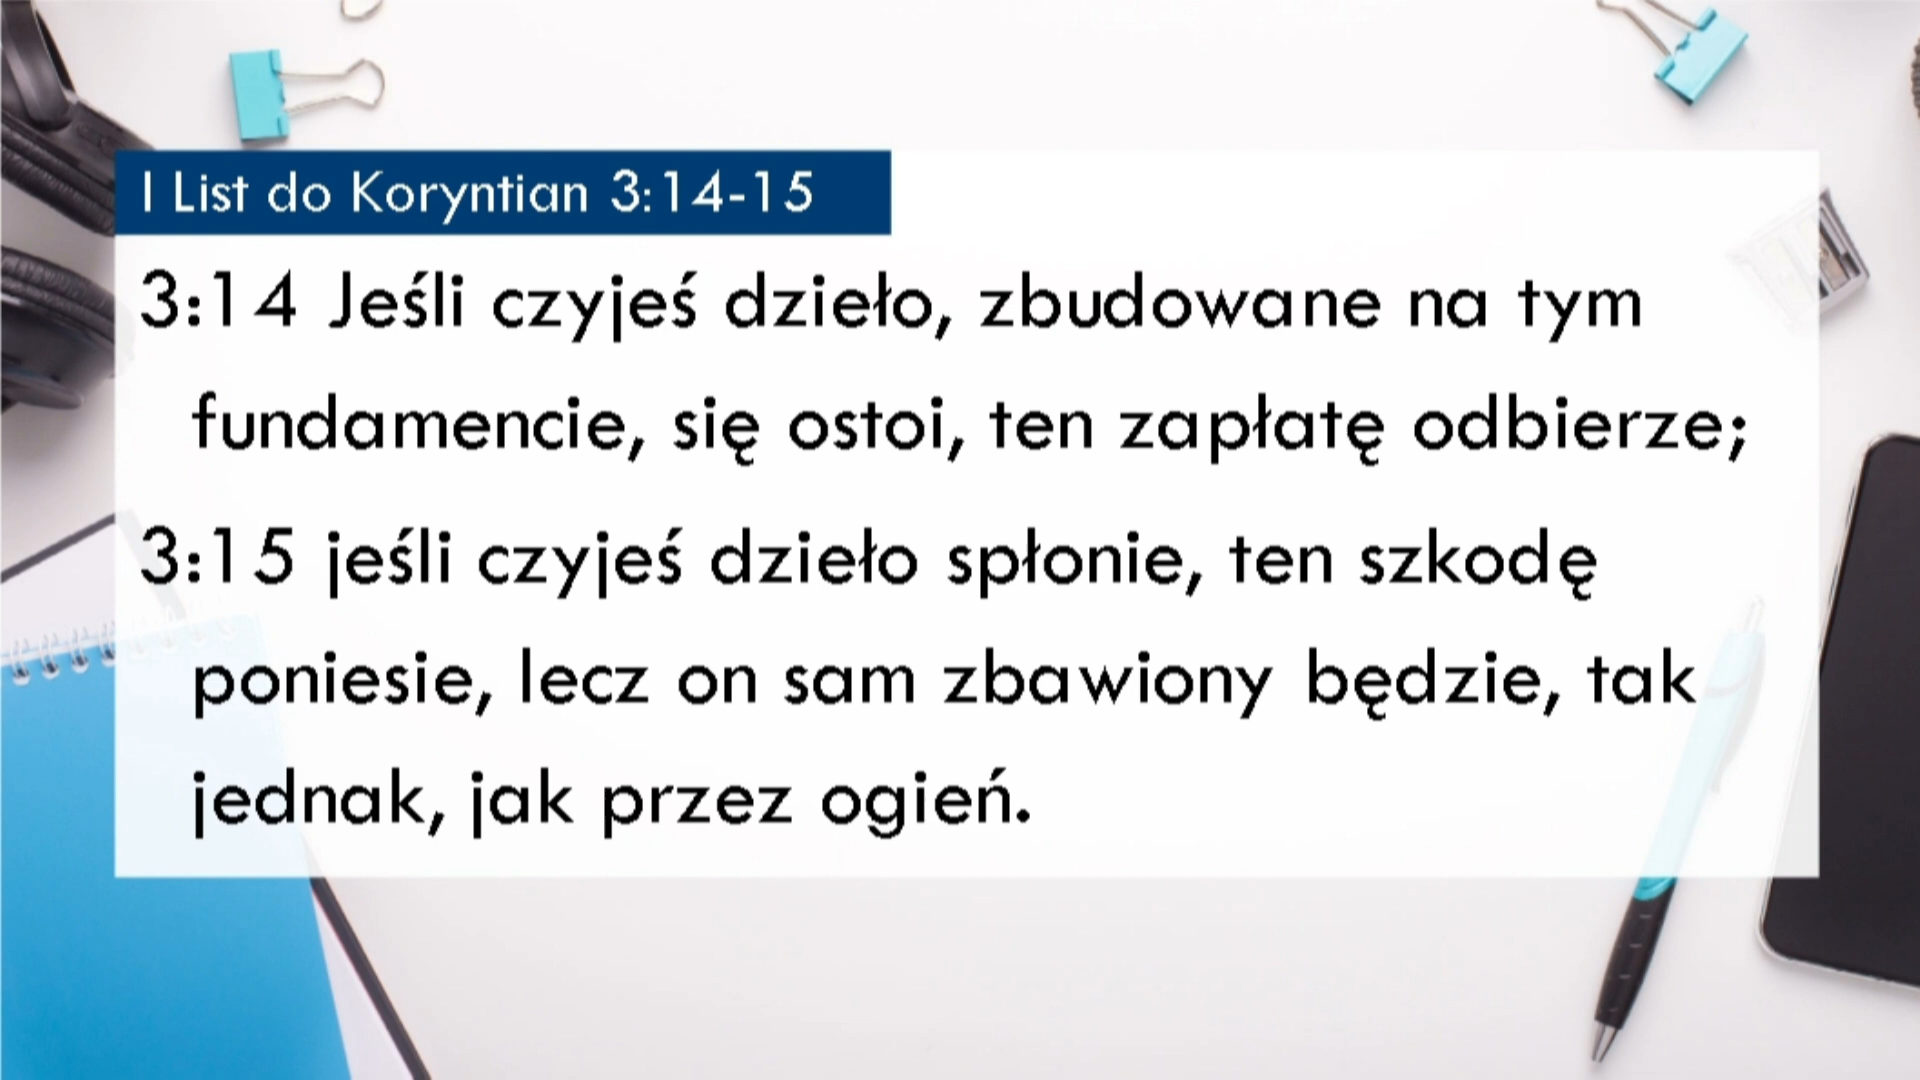 I List do Koryntian 3:14-15
3:14 Jeśli czyjeś dzieło, zbudowane na tym
fundamencie, się ostoi, ten zapłatę odbierze;
3:15 jeśli czyjeś dzieło spłonie, ten szkodę
poniesie, lecz on sam zbawiony będzie, tak
jednak, jak przez ogień.